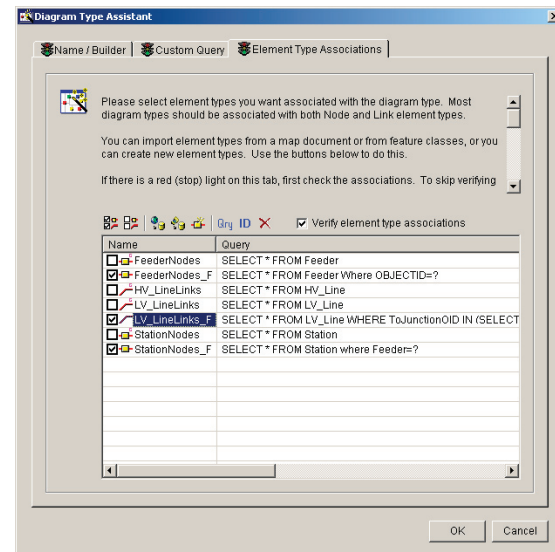 Diagram Type Assistant
Name / Builder
Custom Query
Element Type Associations
Please select element types you want associated with the diagram type. Most
diagram types should be associated with both Node and Link element types.
You can import element types from a map document or from feature classes, or you
can create new element types. Use the buttons below to do this.
If there is a red (stop) light on this tab, first check the associations. To skip verifying
Qry ID Verify element type associations
Name Query
FeederNodes SELECT * FROM Feeder
FeederNodes_F SELECT * FROM Feeder Where OBJECTID=?
HV_LineLinks SELECT * FROM HV_Line
LV_LineLinks SELECT * FROM LV_Line
LV_LineLinks_F SELECT * FROM LV_Line WHERE ToJunctionOID IN (SELECT
StationNodes SELECT * FROM Station
StationNodes_F SELECT * FROM Station where Feeder=?
OK Cancel